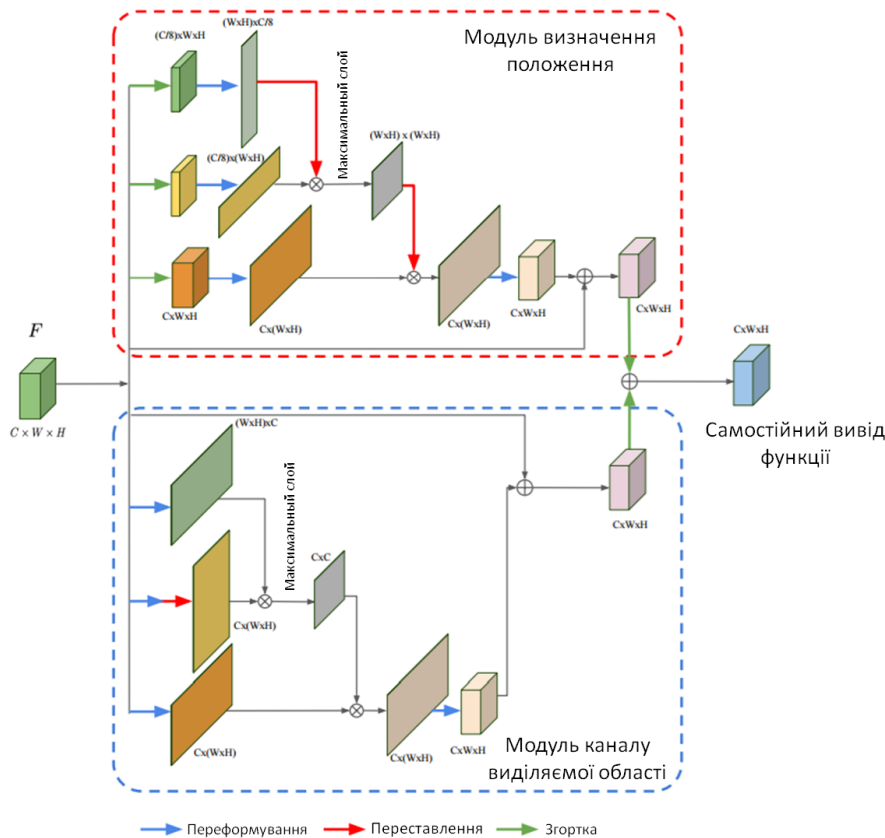 Модуль визначення
положення
(C/8)xWxH
(WxH)xC/8
Максимальный слой
(C/8)x(WxH)
(WxH) x (WxH)
CxWxH
Cx(WxH)
Cx(WxH)
CxWxH
CxWxH
F
C × W × H
CxWxH
Самостійний вивід
функції
(WxH)xC
Максимальный слой
CxC
Cx(WxH)
CxWxH
Cx(WxH)
Cx(WxH)
CxWxH
Модуль каналу
виділяємої області
Переформування
Переставлення
Згортка